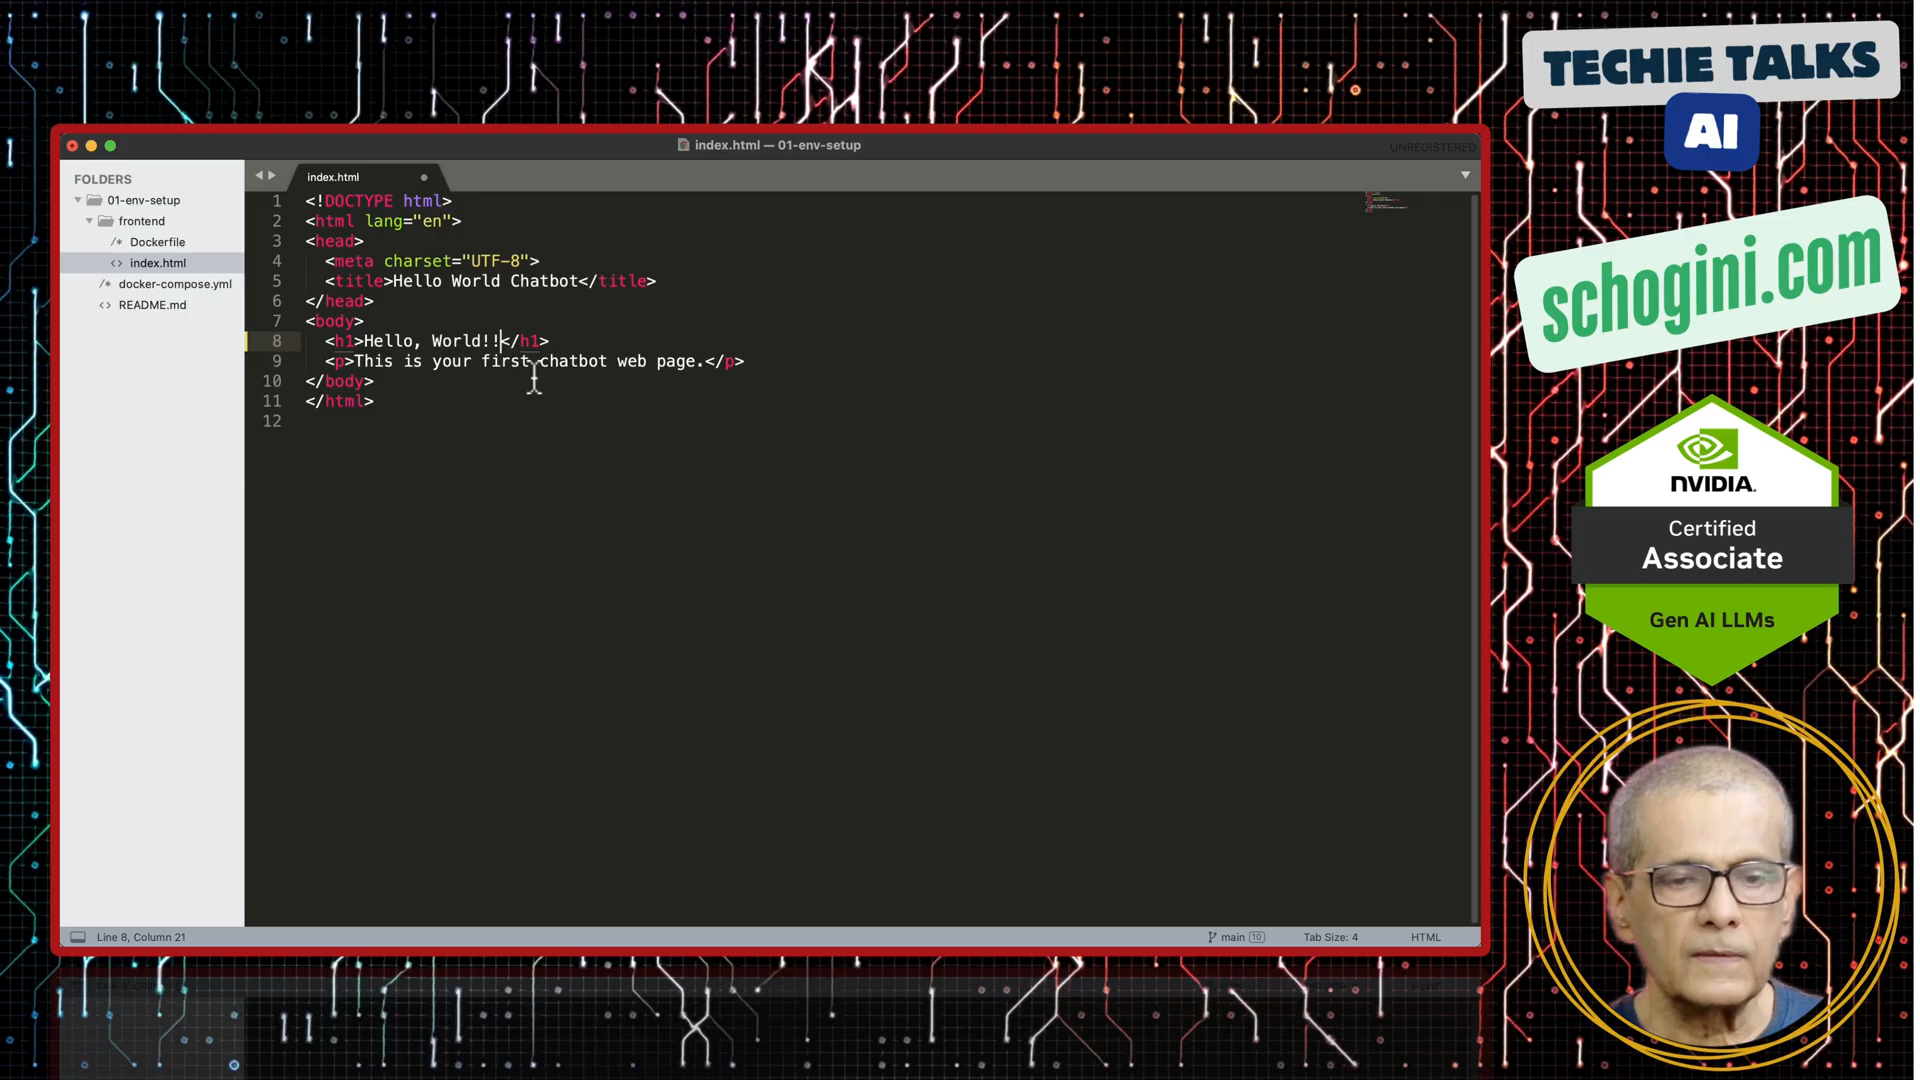 index.html — 01-env-setup
UNREGISTERED
FOLDERS
01-env-setup
frontend
/* Dockerfile
<> index.html
/* docker-compose.yml
<> README.md
index.html
1 <!DOCTYPE html>
2 <html lang="en">
3 <head>
4 <meta charset="UTF-8">
5 <title>Hello World Chatbot</title>
6 </head>
7 <body>
8 <h1>Hello, World!!</h1>
9 <p>This is your first chatbot web page.</p>
10 </body>
11 </html>
12
Line 8, Column 21
main 10
Tab Size: 4
HTML
TECHIE TALKS
AI
schogini.com
NVIDIA.
Certified
Associate
Gen AI LLMs